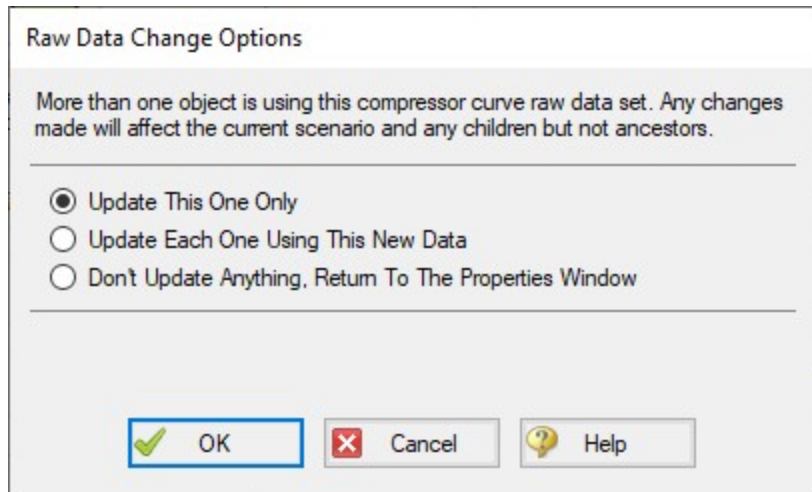 Raw Data Change Options
More than one object is using this compressor curve raw data set. Any changes
made will affect the current scenario and any children but not ancestors.
Update This One Only
Update Each One Using This New Data
Don't Update Anything, Return To The Properties Window
OK Cancel Help